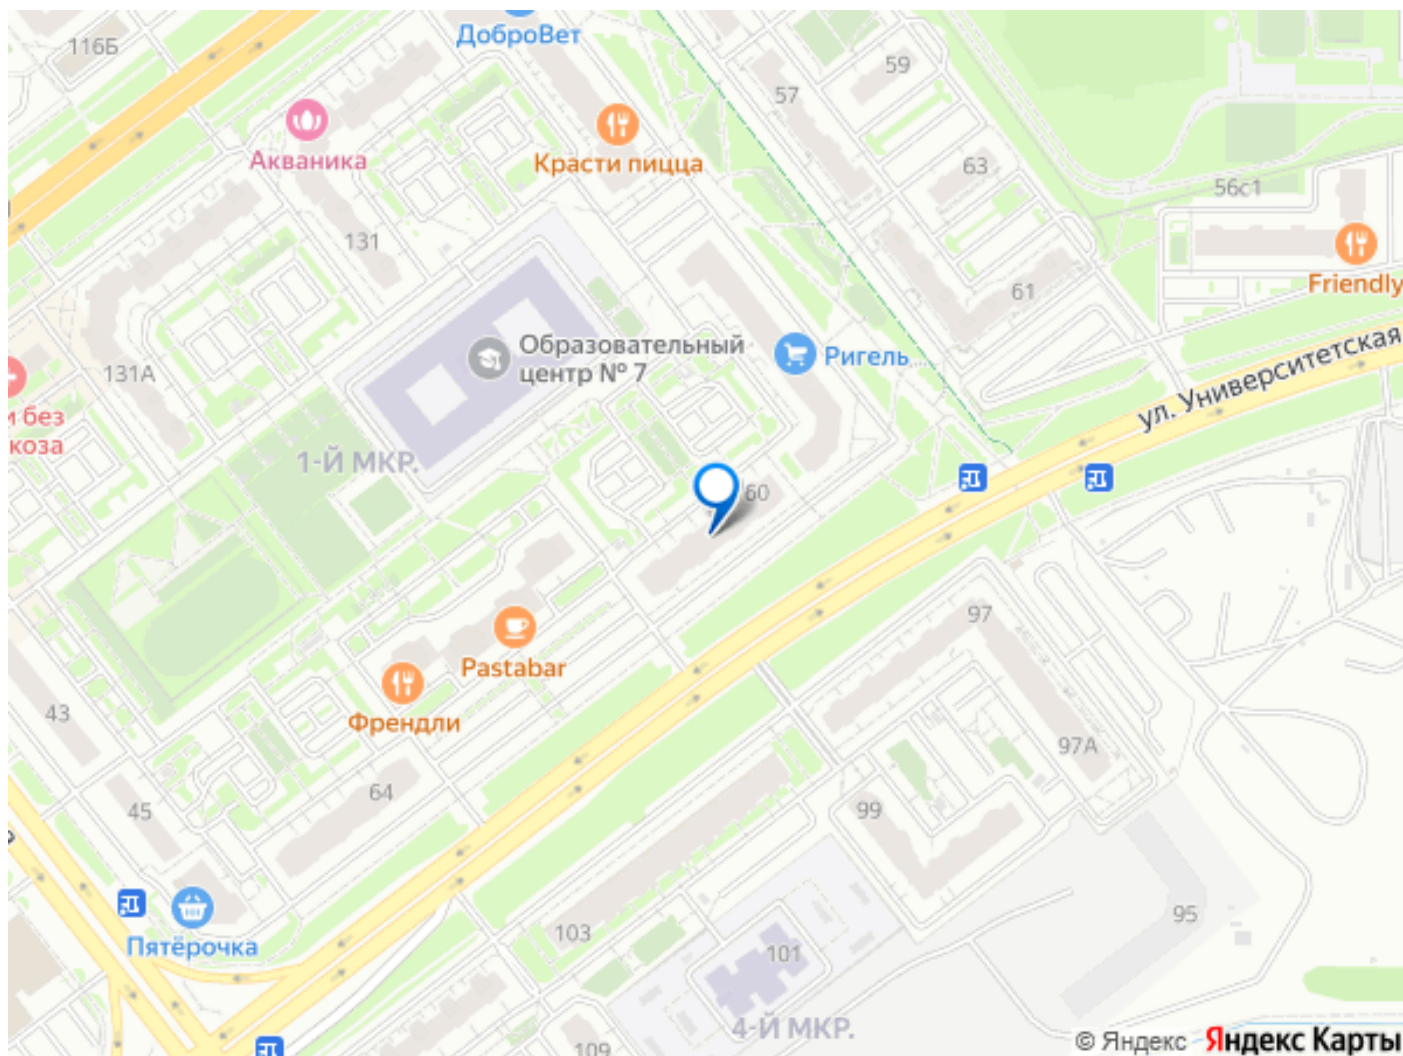 116Б
ДоброВет
59
57
Акваника
Красти пицца
63
56с1
131
Friendly
61
Образовательный
центр № 7
Ригель
131А
ул. Университетская
и без
коза
1-Й МКР.
60
97
Pastabar
43
Френдли
97А
64
45
99
95
103
Пятёрочка
101
4-Й МКР.
109
© Яндекс Яндекс Карты